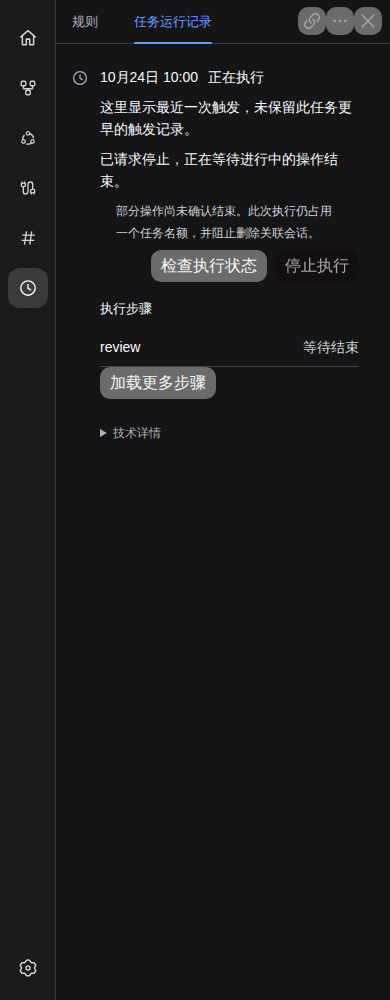 规则 任务运行记录
10月24日 10:00 正在执行
这里显示最近一次触发，未保留此任务更
早的触发记录。
已请求停止，正在等待进行中的操作结
束。
部分操作尚未确认结束。此次执行仍占用
一个任务名额，并阻止删除关联会话。
检查执行状态 停止执行
执行步骤
review 等待结束
加载更多步骤
技术详情